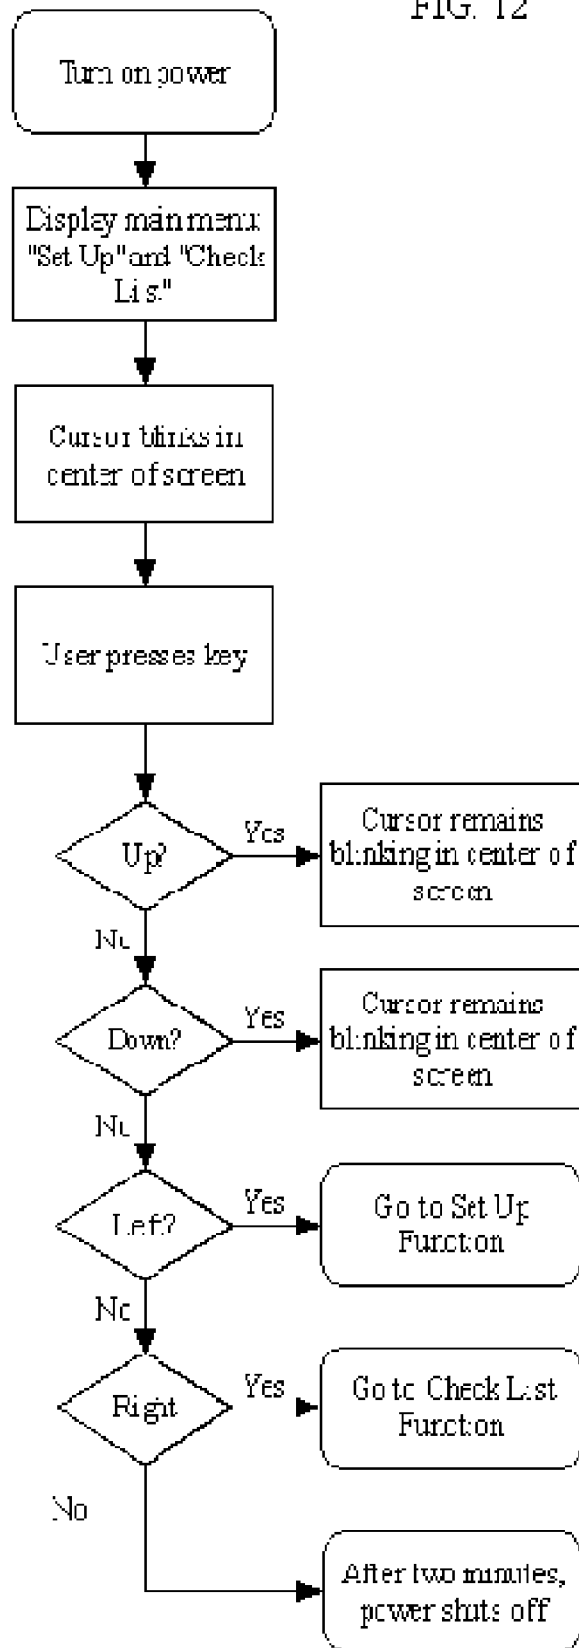 FIG. 12
Turn on power
Display main menu:
"Set Up" and "Check
List"
Cursor blinks in
center of screen
User presses key
Up?
Yes
Cursor remains
blinking in center of
screen
No
Down?
Yes
Cursor remains
blinking in center of
screen
No
Left?
Yes
Go to Set Up
Function
No
Right
Yes
Go to Check List
Function
No
After two minutes,
power shuts off